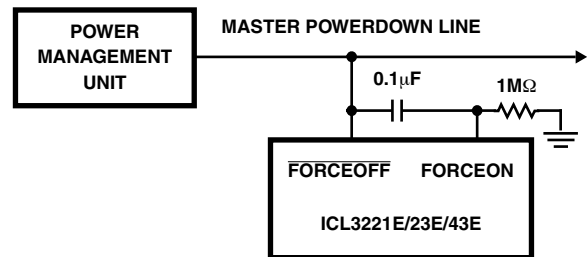 POWER
MANAGEMENT
UNIT
MASTER POWERDOWN LINE
0.1μF
1MΩ
FORCEOFF FORCEON
ICL3221E/23E/43E